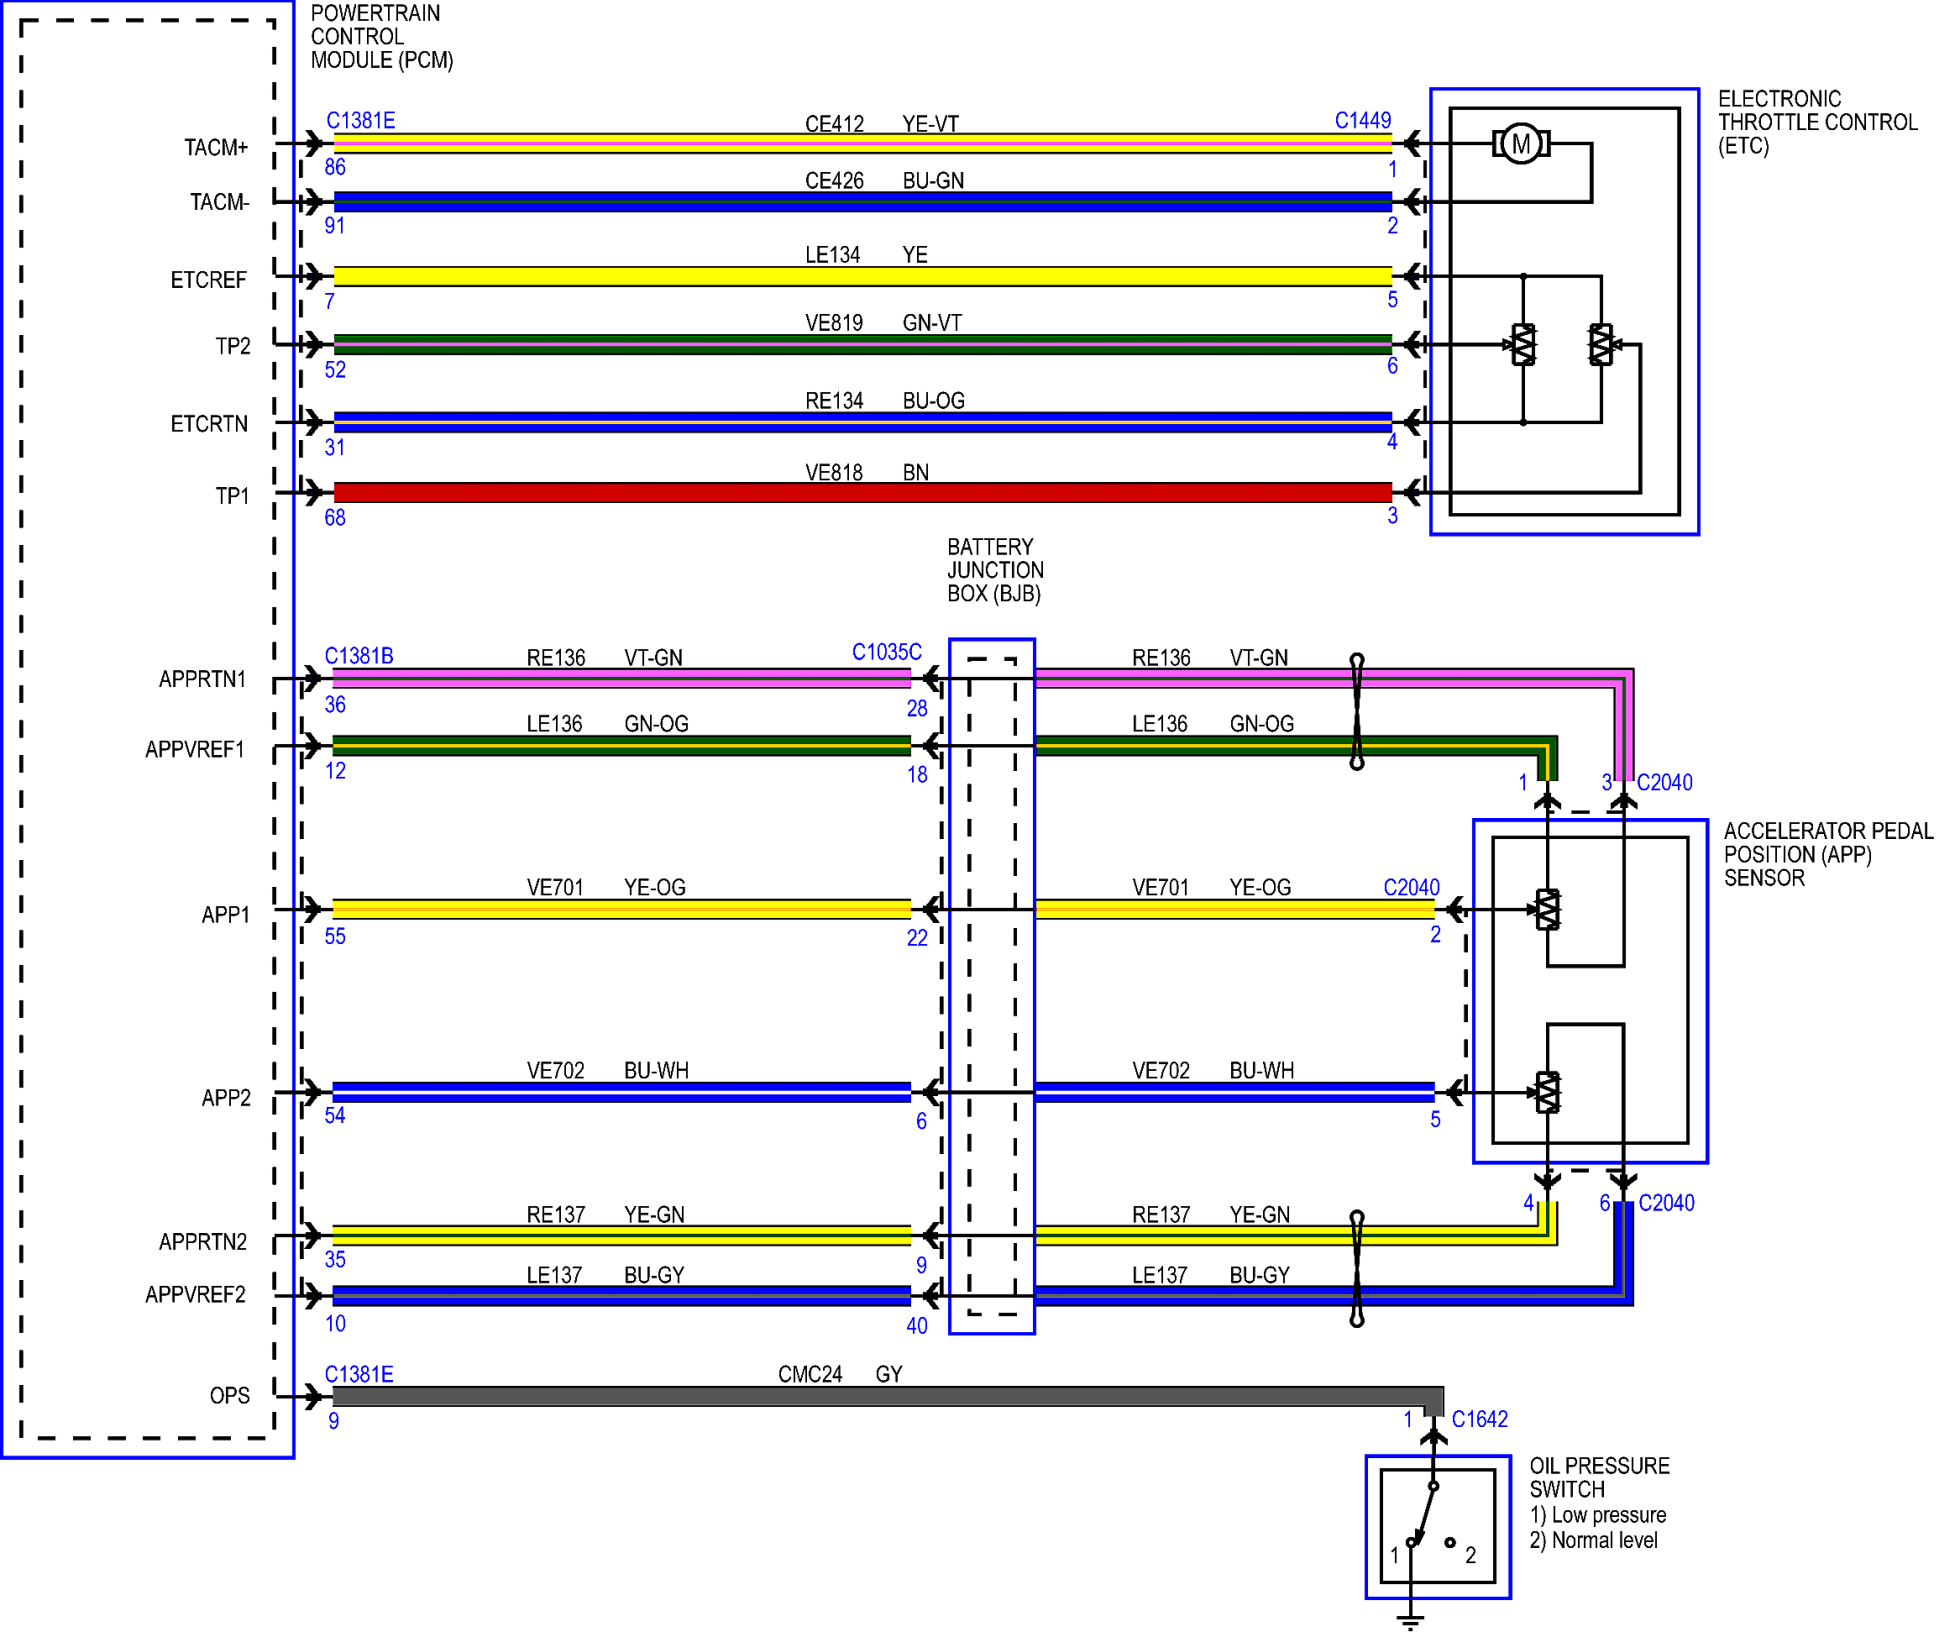 POWERTRAIN
CONTROL
MODULE (PCM)
ELECTRONIC
THROTTLE CONTROL
(ETC)
C1381E
CE412 YE-VT
C1449
TACM+
86
1
M
CE426 BU-GN
TACM-
91
2
LE134 YE
ETCREF
7
5
VE819 GN-VT
TP2
52
6
RE134 BU-OG
ETCRTN
31
4
VE818 BN
TP1
68
3
BATTERY
JUNCTION
BOX (BJB)
C1381B
RE136 VT-GN
C1035C
RE136 VT-GN
APPRTN1
36
28
LE136 GN-OG
LE136 GN-OG
APPVREF1
12
18
1
3 C2040
ACCELERATOR PEDAL
POSITION (APP)
SENSOR
VE701 YE-OG
VE701 YE-OG
C2040
APP1
55
22
2
VE702 BU-WH
VE702 BU-WH
APP2
54
6
5
RE137 YE-GN
RE137 YE-GN
4
6 C2040
APPRTN2
35
9
LE137 BU-GY
LE137 BU-GY
APPVREF2
10
40
C1381E
CMC24 GY
OPS
9
1 C1642
OIL PRESSURE
SWITCH
1) Low pressure
2) Normal level
1
2